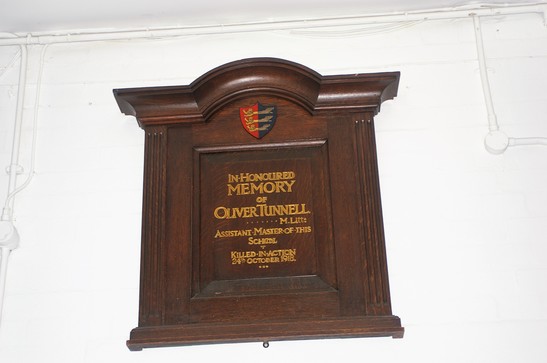 IN·HONOURED
MEMORY
OF
OLIVER·TUNNELL.
M.Litt
ASSISTANT·MASTER·OF·THIS
SCHOOL
KILLED·IN·ACTION
24th OCTOBER 1918.